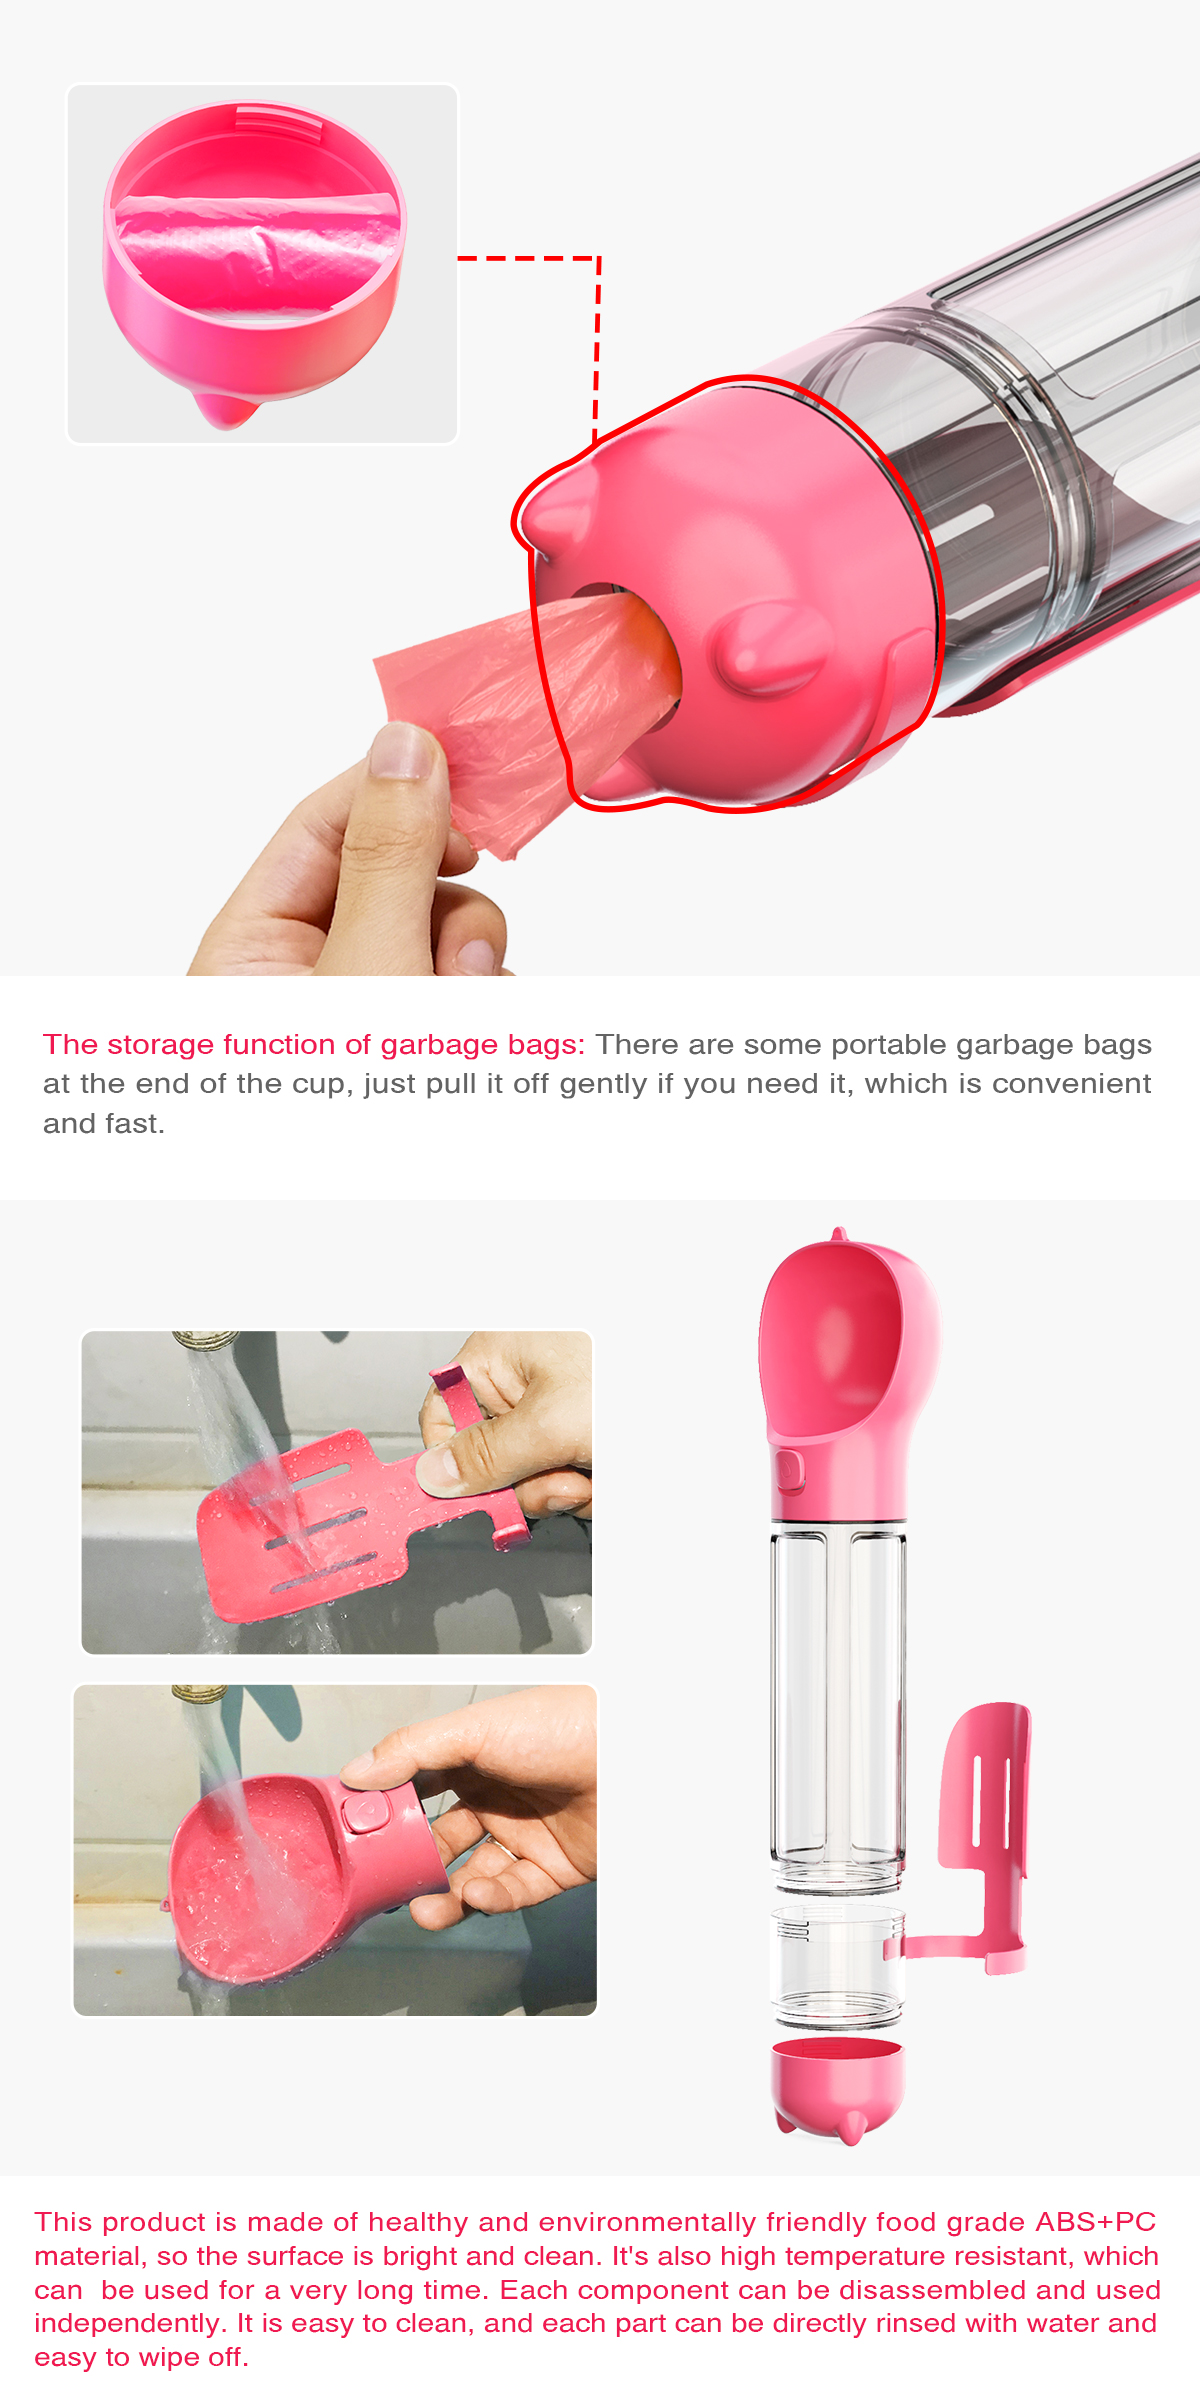 The storage function of garbage bags: There are some portable garbage bags
at the end of the cup, just pull it off gently if you need it, which is convenient
and fast.
This product is made of healthy and environmentally friendly food grade ABS+PC
material, so the surface is bright and clean. It's also high temperature resistant, which
can  be used for a very long time. Each component can be disassembled and used
independently. It is easy to clean, and each part can be directly rinsed with water and
easy to wipe off.